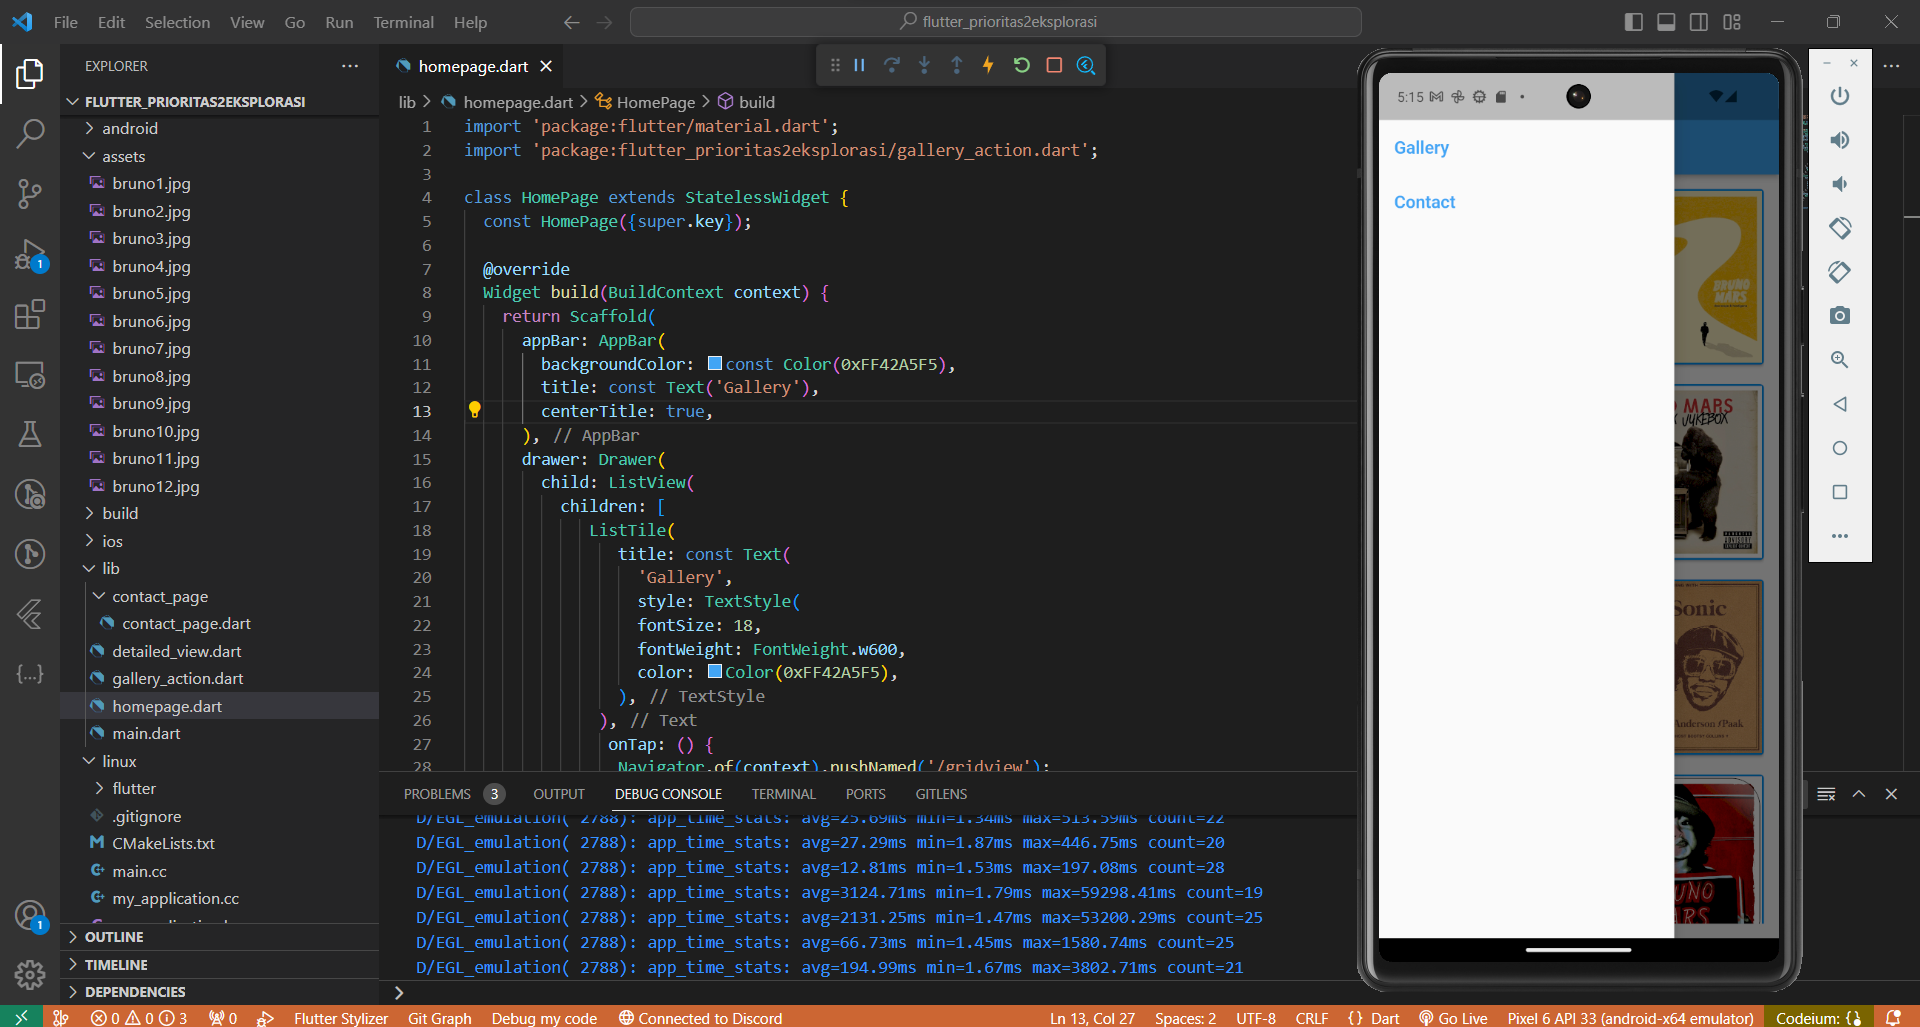 File Edit Selection View Go Run Terminal Help
flutter_prioritas2eksplorasi
EXPLORER
homepage.dart
FLUTTER_PRIORITAS2EKSPLORASI
android
assets
bruno1.jpg
bruno2.jpg
bruno3.jpg
bruno4.jpg
bruno5.jpg
bruno6.jpg
bruno7.jpg
bruno8.jpg
bruno9.jpg
bruno10.jpg
bruno11.jpg
bruno12.jpg
build
ios
lib
contact_page
contact_page.dart
detailed_view.dart
gallery_action.dart
homepage.dart
main.dart
linux
flutter
.gitignore
CMakeLists.txt
main.cc
my_application.cc
OUTLINE
TIMELINE
DEPENDENCIES
1
1
lib > homepage.dart > HomePage > build
1 import 'package:flutter/material.dart';
2 import 'package:flutter_prioritas2eksplorasi/gallery_action.dart';
3
4 class HomePage extends StatelessWidget {
5 const HomePage({super.key});
6
7 @override
8 Widget build(BuildContext context) {
9 return Scaffold(
10 appBar: AppBar(
11 backgroundColor: const Color(0xFF42A5F5),
12 title: const Text('Gallery'),
13 centerTitle: true,
14 ), // AppBar
15 drawer: Drawer(
16 child: ListView(
17 children: [
18 ListTile(
19 title: const Text(
20 'Gallery',
21 style: TextStyle(
22 fontSize: 18,
23 fontWeight: FontWeight.w600,
24 color: Color(0xFF42A5F5),
25 ), // TextStyle
26 ), // Text
27 onTap: () {
28 Navigator.of(context).pushNamed('/gridview');
PROBLEMS 3 OUTPUT DEBUG CONSOLE TERMINAL PORTS GITLENS
D/EGL_emulation( 2788): app_time_stats: avg=25.69ms min=1.34ms max=513.59ms count=22
D/EGL_emulation( 2788): app_time_stats: avg=27.29ms min=1.87ms max=446.75ms count=20
D/EGL_emulation( 2788): app_time_stats: avg=12.81ms min=1.53ms max=197.08ms count=28
D/EGL_emulation( 2788): app_time_stats: avg=3124.71ms min=1.79ms max=59298.41ms count=19
D/EGL_emulation( 2788): app_time_stats: avg=2131.25ms min=1.47ms max=53200.29ms count=25
D/EGL_emulation( 2788): app_time_stats: avg=66.73ms min=1.45ms max=1580.74ms count=25
D/EGL_emulation( 2788): app_time_stats: avg=194.99ms min=1.67ms max=3802.71ms count=21
5:15
Gallery
Contact
BRUNO
MARS
MARS
JUKEBOX
Sonic
Anderson .Paak
BRUNO
MARS
0 0 3 0 Flutter Stylizer Git Graph Debug my code Connected to Discord Ln 13, Col 27 Spaces: 2 UTF-8 CRLF {} Dart Go Live Pixel 6 API 33 (android-x64 emulator) Codeium: {}